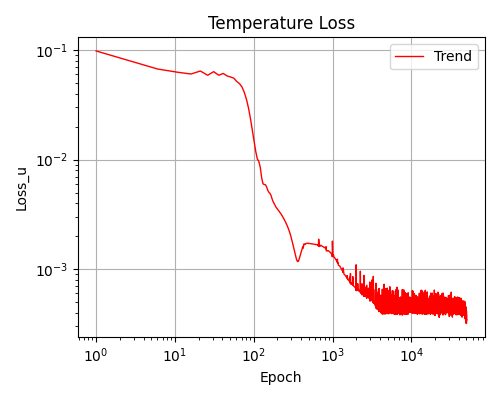 Temperature Loss
Trend
Loss_u
10⁻¹
10⁻²
10⁻³
10⁰ 10¹ 10² 10³ 10⁴
Epoch